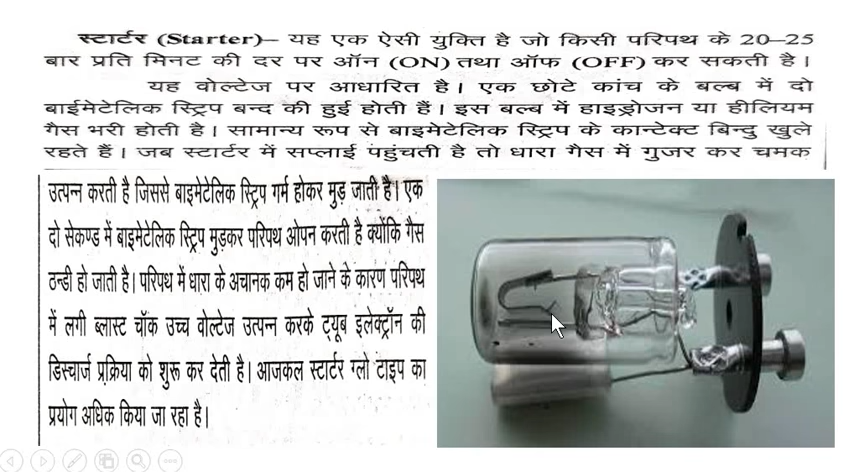 स्टार्टर (Starter)– यह एक ऐसी युक्ति है जो किसी परिपथ के 20–25
बार प्रति मिनट की दर पर ऑन (ON) तथा ऑफ (OFF) कर सकती है।
यह वोल्टेज पर आधारित है। एक छोटे कांच के बल्ब में दो
बाईमेटेलिक स्ट्रिप बन्द की हुई होती हैं। इस बल्ब में हाइड्रोजन या हीलियम
गैस भरी होती है। सामान्य रूप से बाइमेटेलिक स्ट्रिप के कान्टेक्ट बिन्दु खुले
रहते हैं। जब स्टार्टर में सप्लाई पहुंचती है तो धारा गैस में गुजर कर चमक
उत्पन्न करती है जिससे बाइमेटेलिक स्ट्रिप गर्म होकर मुड़ जाती है। एक
दो सेकण्ड में बाइमेटेलिक स्ट्रिप मुड़कर परिपथ ओपन करती है क्योंकि गैस
ठन्डी हो जाती है। परिपथ में धारा के अचानक कम हो जाने के कारण परिपथ
में लगी ब्लास्ट चॉक उच्च वोल्टेज उत्पन्न करके ट्यूब इलेक्ट्रॉन की
डिस्चार्ज प्रक्रिया को शुरू कर देती है। आजकल स्टार्टर ग्लो टाइप का
प्रयोग अधिक किया जा रहा है।